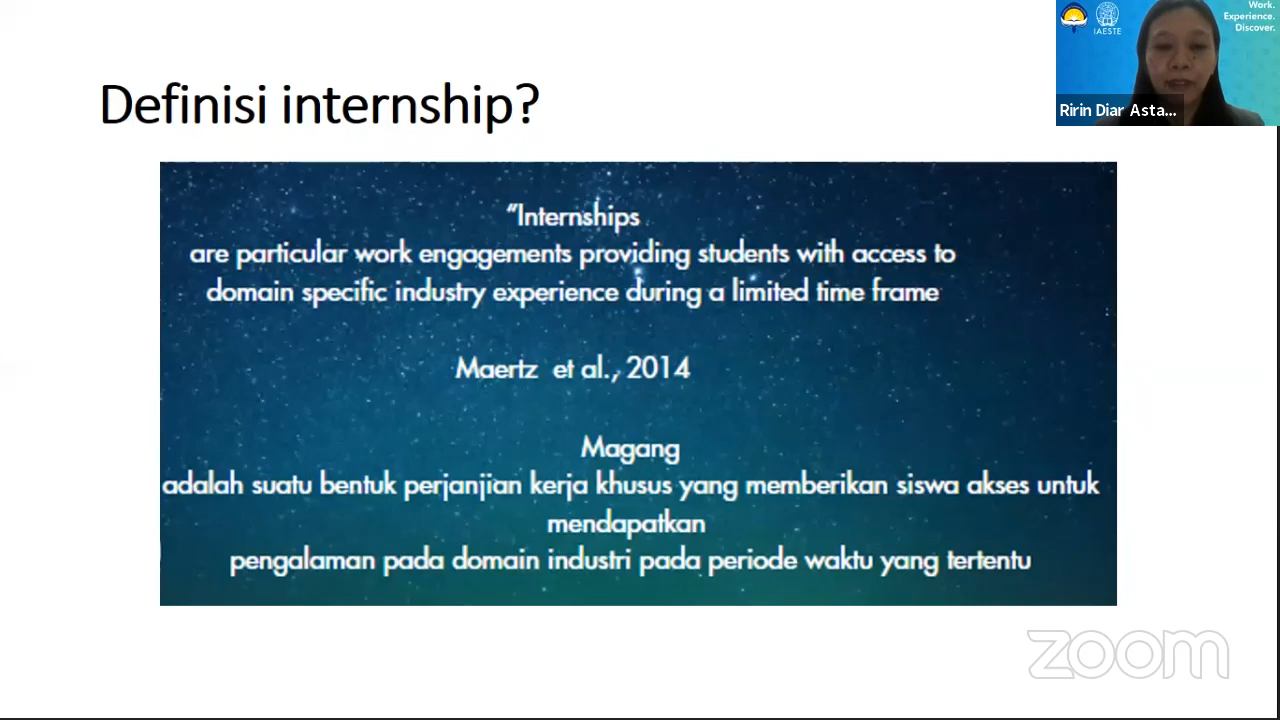 Work.
Experience.
Discover.
IAESTE
Ririn Diar Asta...
Definisi internship?
“Internships
are particular work engagements providing students with access to
domain specific industry experience during a limited time frame
Maertz et al., 2014
Magang
adalah suatu bentuk perjanjian kerja khusus yang memberikan siswa akses untuk
mendapatkan
pengalaman pada domain industri pada periode waktu yang tertentu
zoom